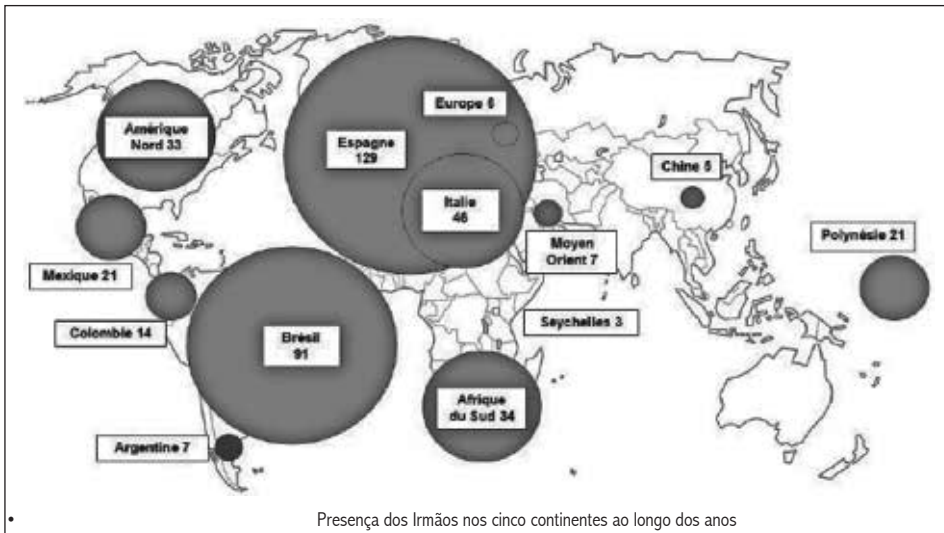 Amérique
Nord 33
Europe 6
Espagne
129
Chine 5
Italie
46
Polynésie 21
Moyen
Orient 7
Mexique 21
Colombie 14
Brésil
91
Seychelles 3
Afrique
du Sud 34
Argentine 7
• Presença dos Irmãos nos cinco continentes ao longo dos anos